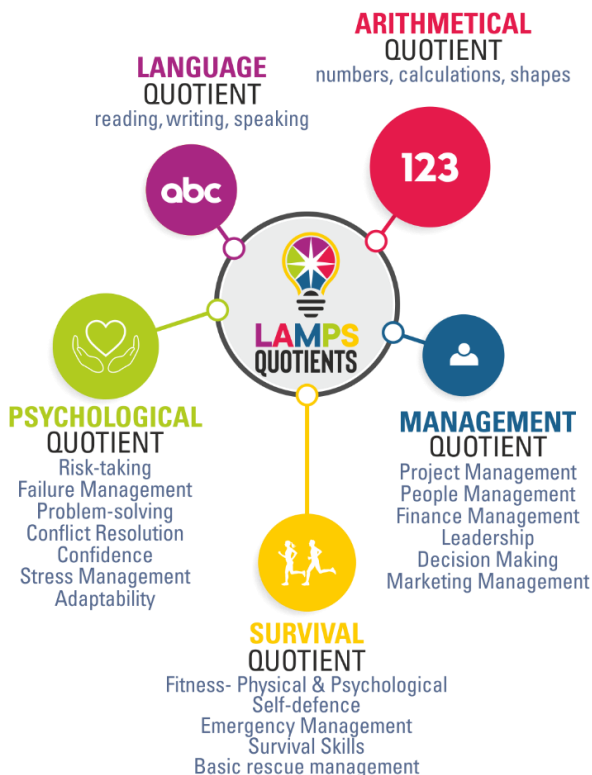 ARITHMETICAL
QUOTIENT
numbers, calculations, shapes
LANGUAGE
QUOTIENT
reading, writing, speaking
abc
123
LAMPS
QUOTIENTS
PSYCHOLOGICAL
QUOTIENT
Risk-taking
Failure Management
Problem-solving
Conflict Resolution
Confidence
Stress Management
Adaptability
MANAGEMENT
QUOTIENT
Project Management
People Management
Finance Management
Leadership
Decision Making
Marketing Management
SURVIVAL
QUOTIENT
Fitness- Physical & Psychological
Self-defence
Emergency Management
Survival Skills
Basic rescue management